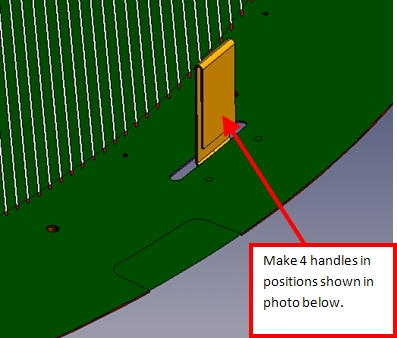 Make 4 handles in
positions shown in
photo below.